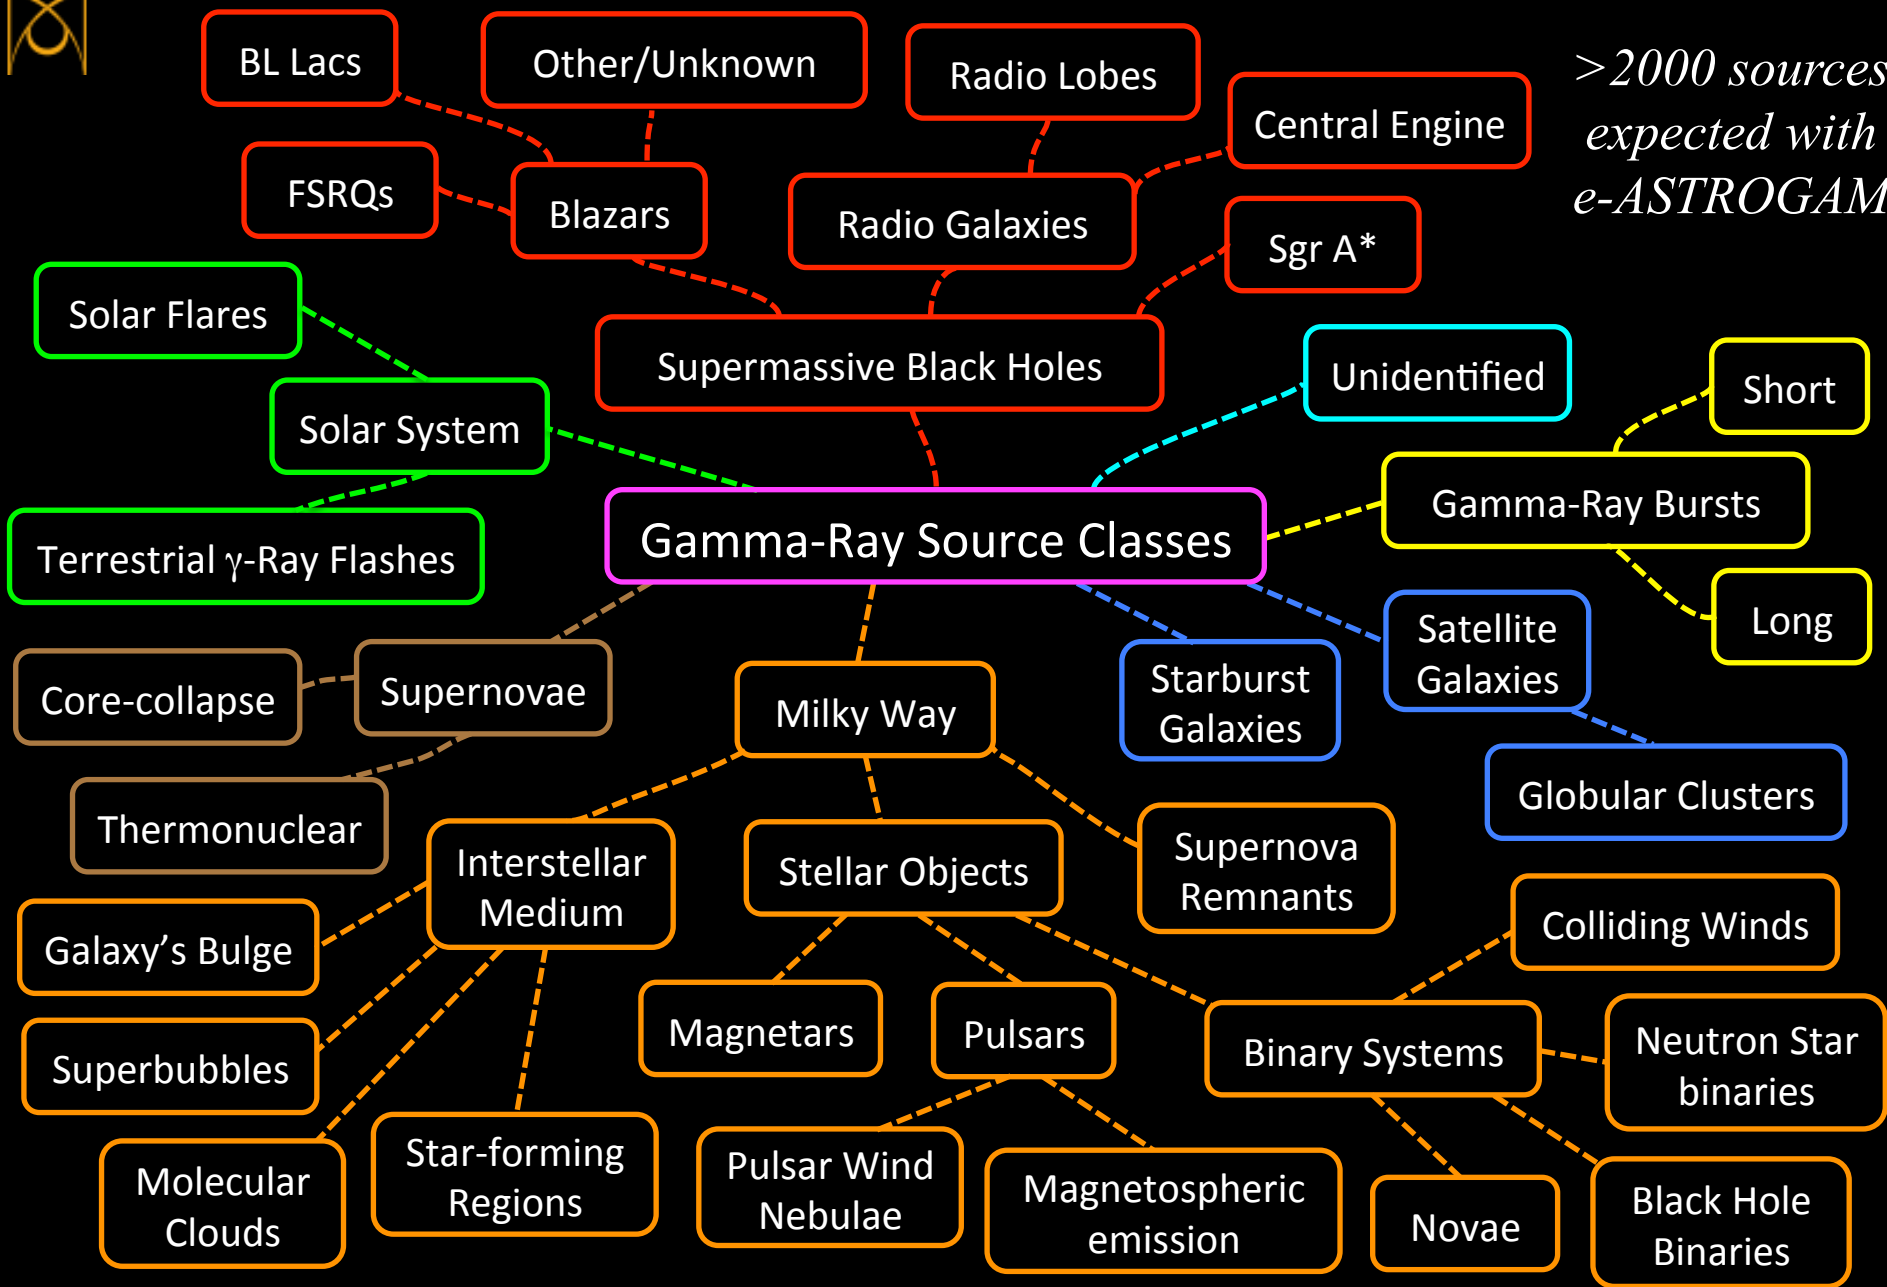 BL Lacs
Other/Unknown
Radio Lobes
Central Engine
>2000 sources
expected with
e-ASTROGAM
FSRQs
Blazars
Radio Galaxies
Sgr A*
Solar Flares
Supermassive Black Holes
Unidentified
Short
Solar System
Gamma-Ray Bursts
Gamma-Ray Source Classes
Terrestrial γ-Ray Flashes
Long
Satellite
Galaxies
Core-collapse
Supernovae
Milky Way
Starburst
Galaxies
Globular Clusters
Thermonuclear
Interstellar
Medium
Stellar Objects
Supernova
Remnants
Galaxy’s Bulge
Colliding Winds
Superbubbles
Magnetars
Pulsars
Binary Systems
Neutron Star
binaries
Molecular
Clouds
Star-forming
Regions
Pulsar Wind
Nebulae
Magnetospheric
emission
Novae
Black Hole
Binaries